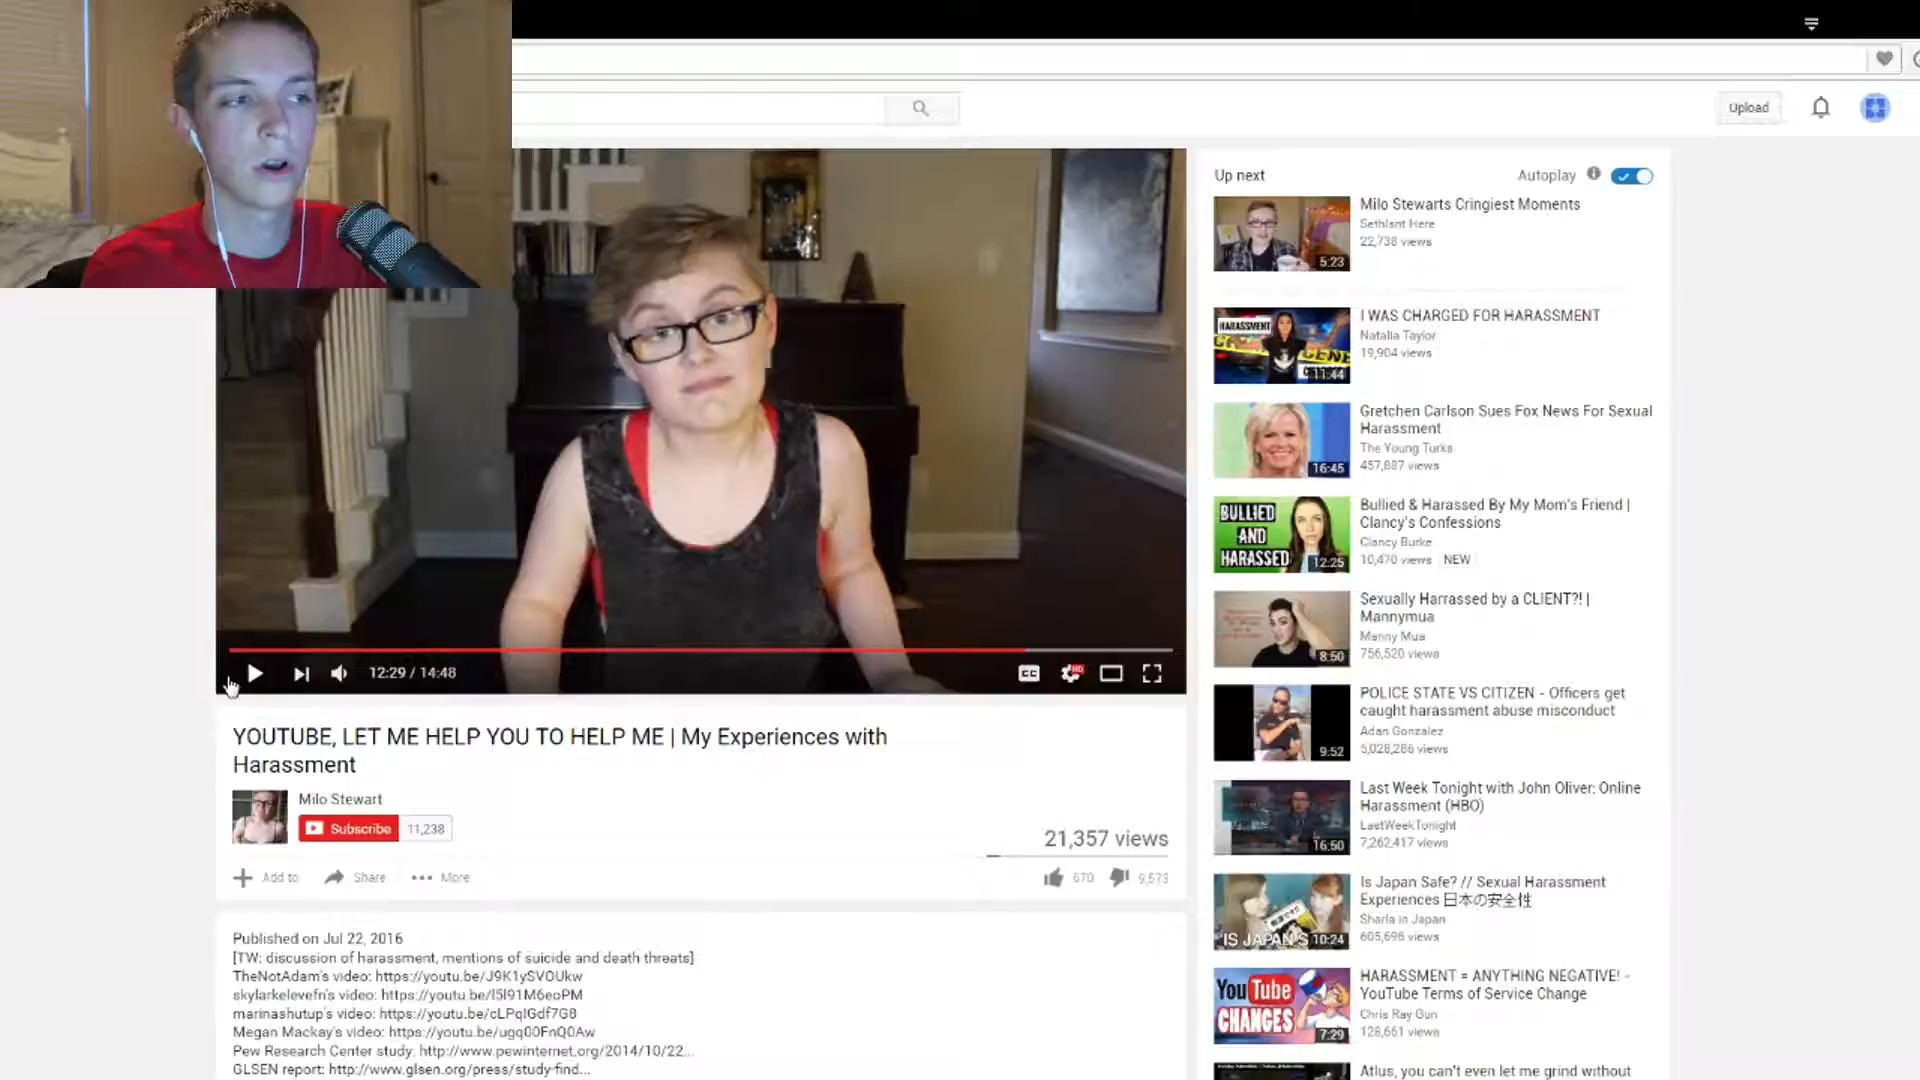 Upload
Up next
Autoplay
Milo Stewarts Cringiest Moments
Sethlant Here
22,738 views
5:23
I WAS CHARGED FOR HARASSMENT
Natalia Taylor
19,904 views
HARASSMENT
Gretchen Carlson Sues Fox News For Sexual
Harassment
The Young Turks
457,887 views
16:45
Bullied & Harassed By My Mom's Friend |
Clancy's Confessions
Clancy Burke
10,470 views NEW
BULLIED
AND
HARASSED
12:25
Sexually Harrassed by a CLIENT?! |
Mannymua
Manny Mua
756,520 views
8:50
POLICE STATE VS CITIZEN - Officers get
caught harassment abuse misconduct
Adan Gonzalez
5,028,286 views
9:52
Last Week Tonight with John Oliver: Online
Harassment (HBO)
LastWeekTonight
7,262,417 views
16:50
Is Japan Safe? // Sexual Harassment
Experiences 日本の安全性
Sharla in Japan
605,696 views
IS JAPAN'S
10:24
HARASSMENT = ANYTHING NEGATIVE! -
YouTube Terms of Service Change
Chris Ray Gun
128,661 views
You Tube
CHANGES
7:29
Atlus, you can't even let me grind without
12:29 / 14:48
CC
HD
YOUTUBE, LET ME HELP YOU TO HELP ME | My Experiences with
Harassment
Milo Stewart
Subscribe 11,238
21,357 views
Add to Share More
670 9,573
Published on Jul 22, 2016
[TW: discussion of harassment, mentions of suicide and death threats]
TheNotAdam's video: https://youtu.be/J9K1ySVOUkw
skylarkelevefn's video: https://youtu.be/l5l91M6eoPM
marinashutup's video: https://youtu.be/cLPqIGdf7G8
Megan Mackay's video: https://youtu.be/ugq00FnQ0Aw
Pew Research Center study: http://www.pewinternet.org/2014/10/22...
GLSEN report: http://www.glsen.org/press/study-find...